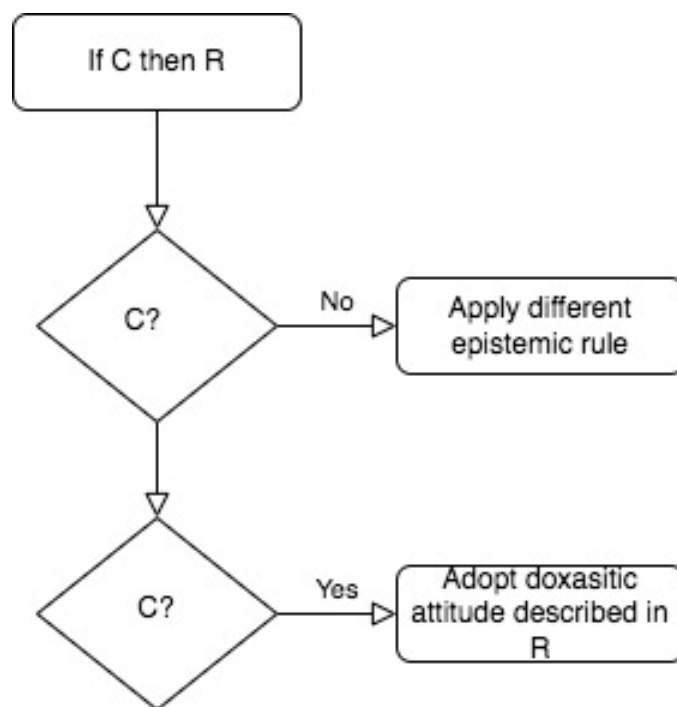 If C then R
C?
No
Apply different
epistemic rule
C?
Yes
Adopt doxasitic
attitude described in
R